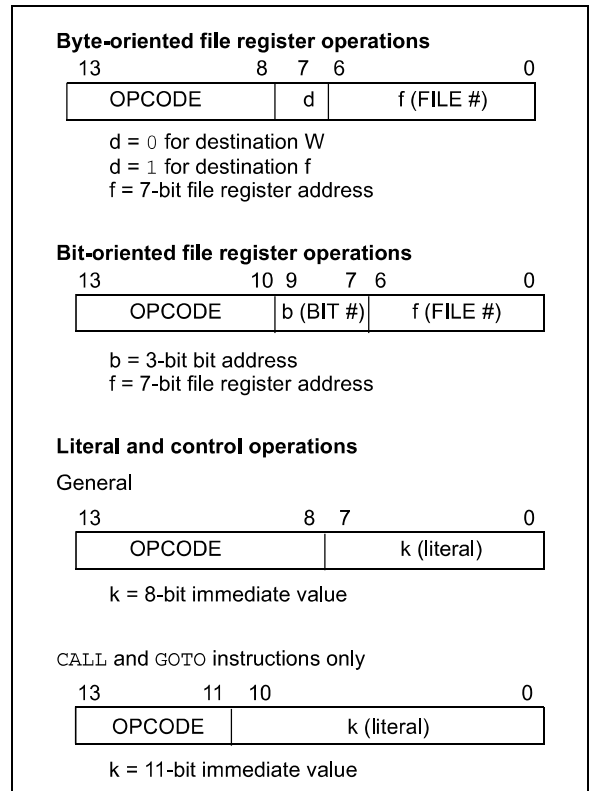 Byte-oriented file register operations
13 8 7 6 0
OPCODE d f (FILE #)
d = 0 for destination W
d = 1 for destination f
f = 7-bit file register address
Bit-oriented file register operations
13 10 9 7 6 0
OPCODE b (BIT #) f (FILE #)
b = 3-bit bit address
f = 7-bit file register address
Literal and control operations
General
13 8 7 0
OPCODE k (literal)
k = 8-bit immediate value
CALL and GOTO instructions only
13 11 10 0
OPCODE k (literal)
k = 11-bit immediate value